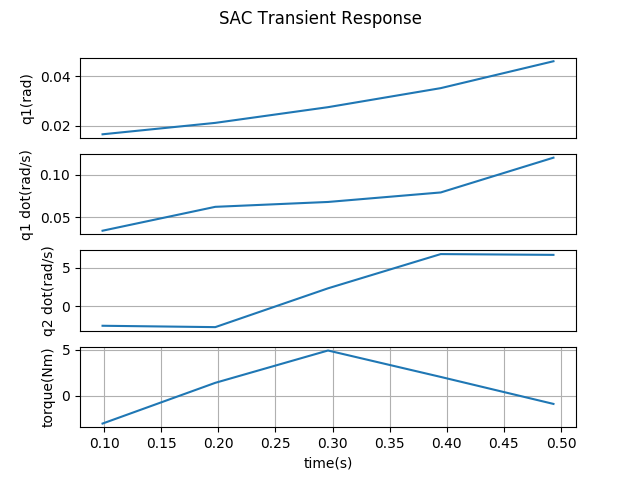 SAC Transient Response
q1(rad)
0.04
0.02
q1 dot(rad/s)
0.10
0.05
q2 dot(rad/s)
5
0
torque(Nm)
5
0
0.10 0.15 0.20 0.25 0.30 0.35 0.40 0.45 0.50
time(s)